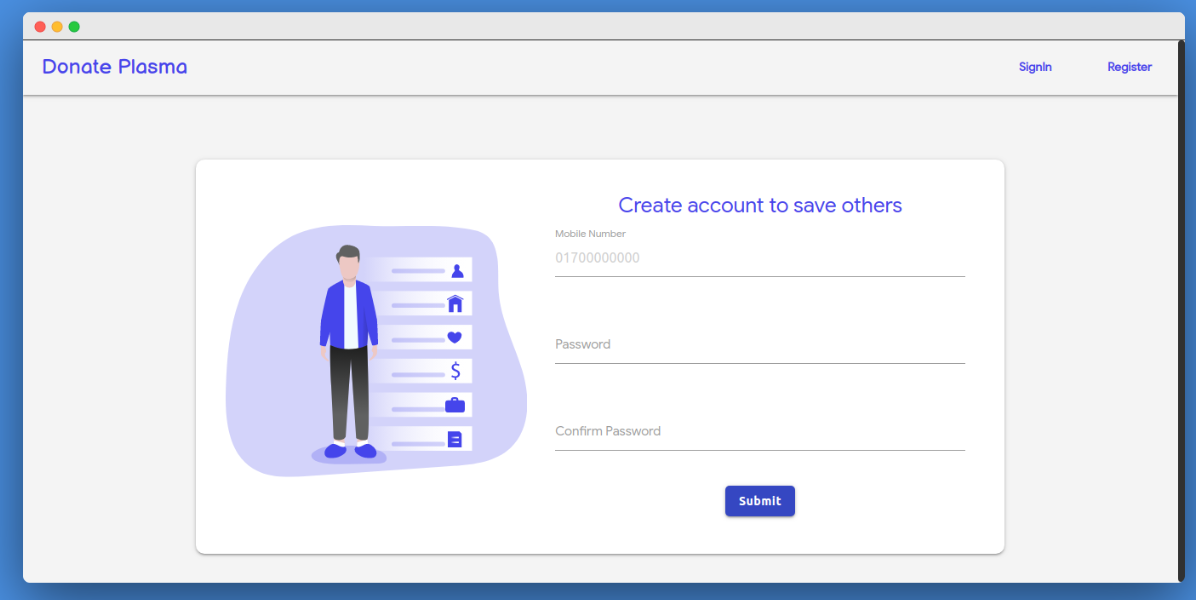 Donate Plasma
SignIn
Register
Create account to save others
Mobile Number
01700000000
Password
Confirm Password
Submit